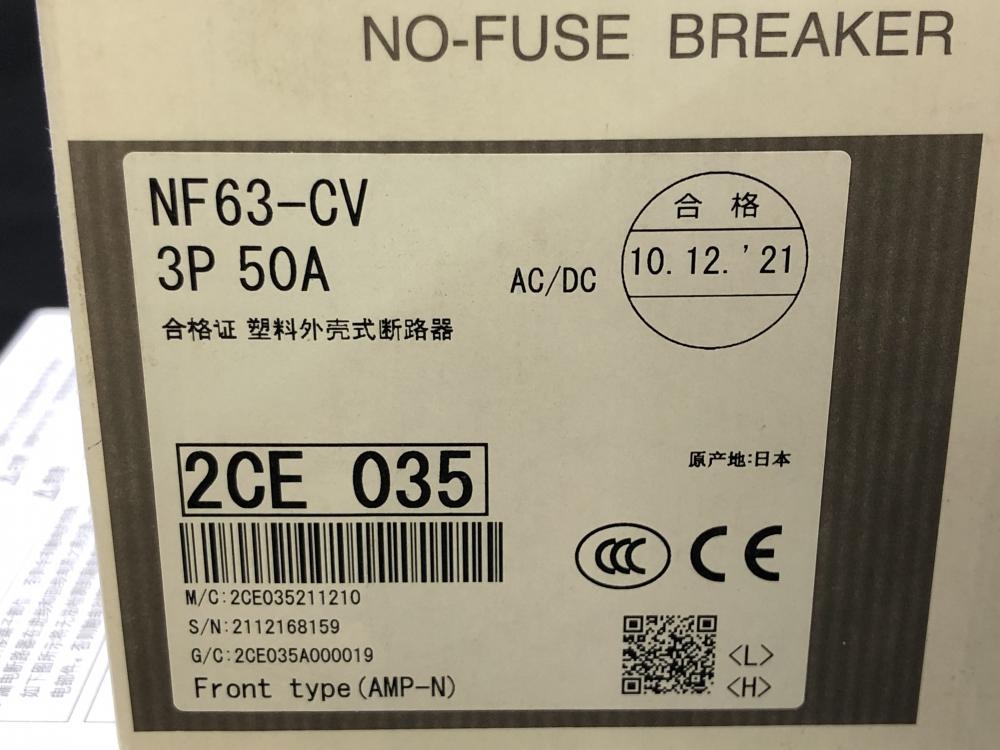 NO-FUSE BREAKER
NF63-CV
3P 50A
AC/DC
合格
10.12.'21
合格证 塑料外壳式断路器
2CE 035
原产地:日本
CCC CE
M/C:2CE035211210
S/N:2112168159
G/C:2CE035A000019
<L>
<H>
Front type(AMP-N)